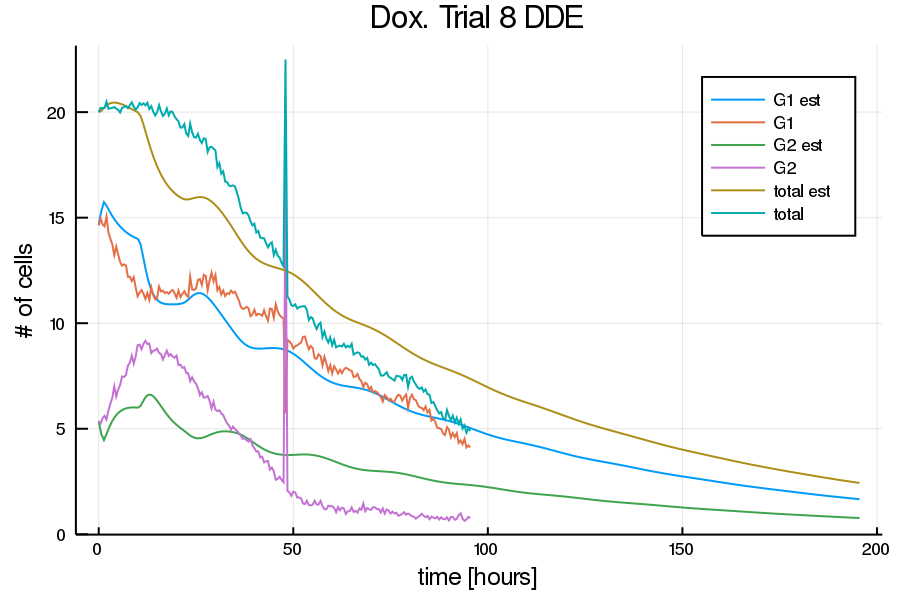 Dox. Trial 8 DDE
# of cells
20
15
10
5
0
G1 est
G1
G2 est
G2
total est
total
0
50
100
150
200
time [hours]